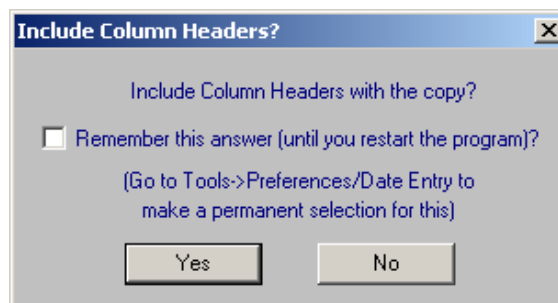 Include Column Headers?
Include Column Headers with the copy?
Remember this answer (until you restart the program)?
(Go to Tools->Preferences/Date Entry to
make a permanent selection for this)
Yes No